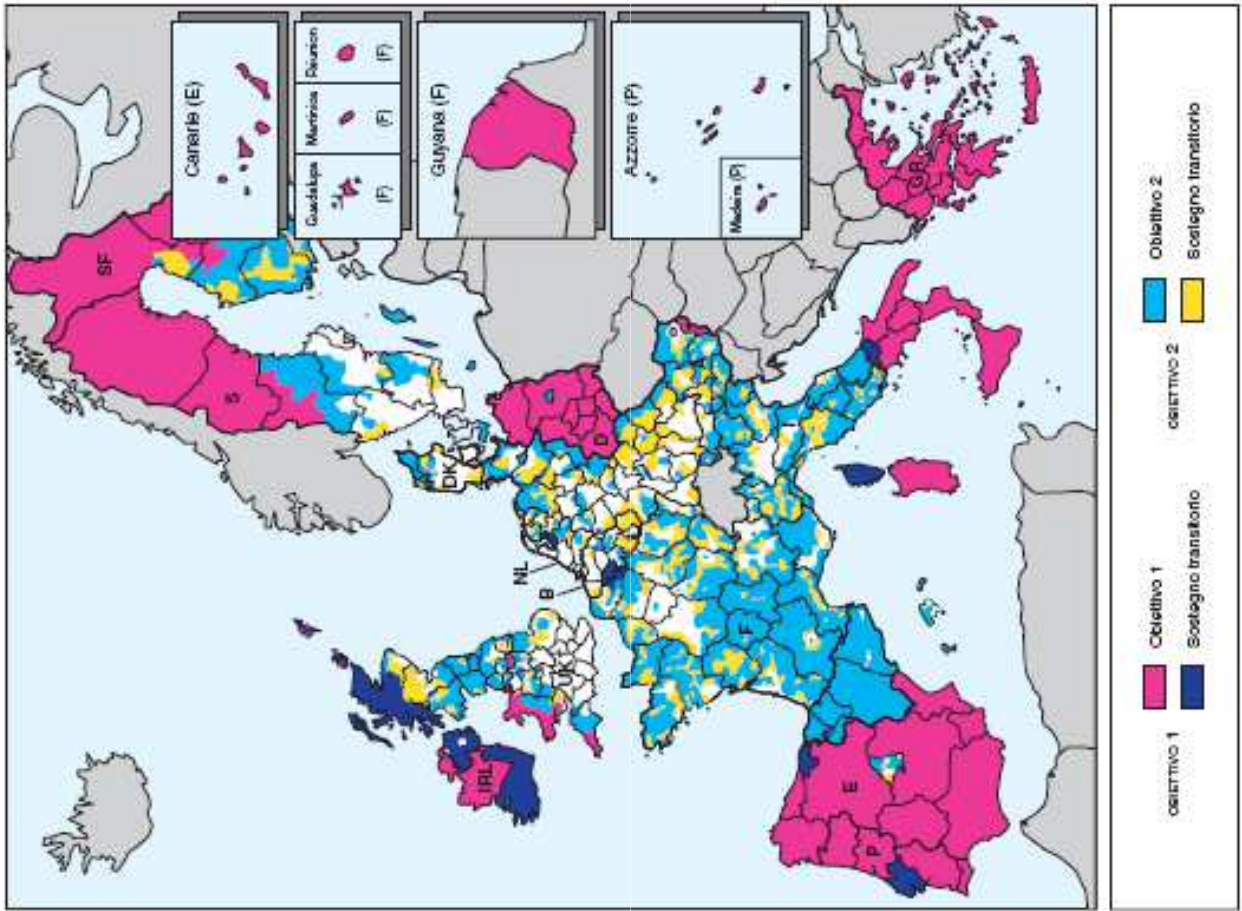 SF
S
DK
NL
B
D
UK
IRL
F
E
P
GR
Canarie (E)
Guadalupa
Martinica
Réunion
(F)
(F)
(F)
Guyana (F)
Azzorre (P)
Madeira (P)
OBIETTIVO 1
Obiettivo 1
Sostegno transitorio
OBIETTIVO 2
Obiettivo 2
Sostegno transitorio